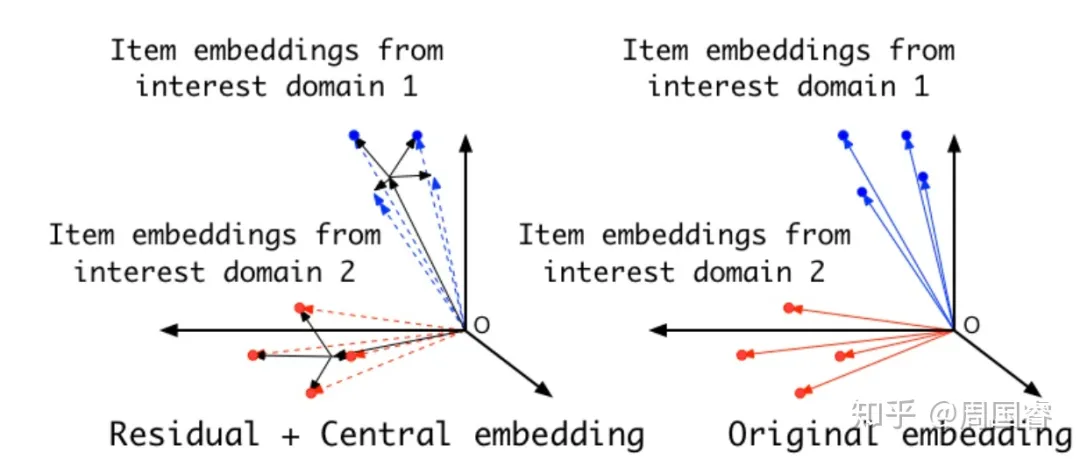 Item embeddings from
interest domain 1
Item embeddings from
interest domain 1
Item embeddings from
interest domain 2
Item embeddings from
interest domain 2
O
O
Residual + Central embedding
Original embedding
知乎 @周国睿